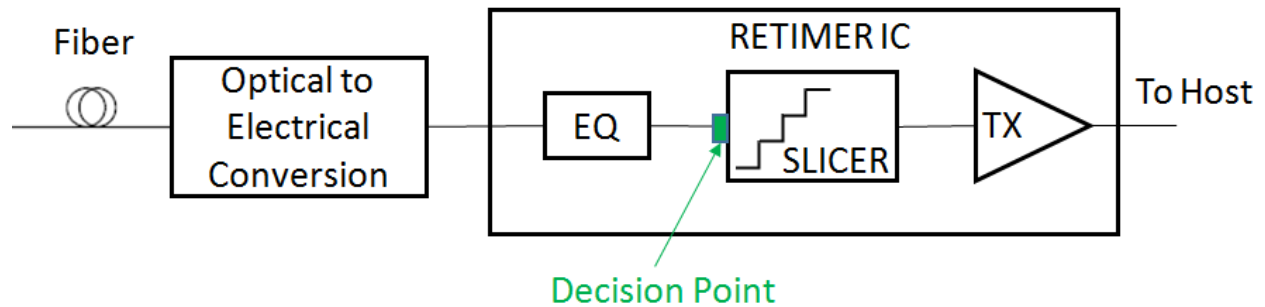 Fiber
Optical to
Electrical
Conversion
RETIMER IC
EQ
SLICER
TX
To Host
Decision Point